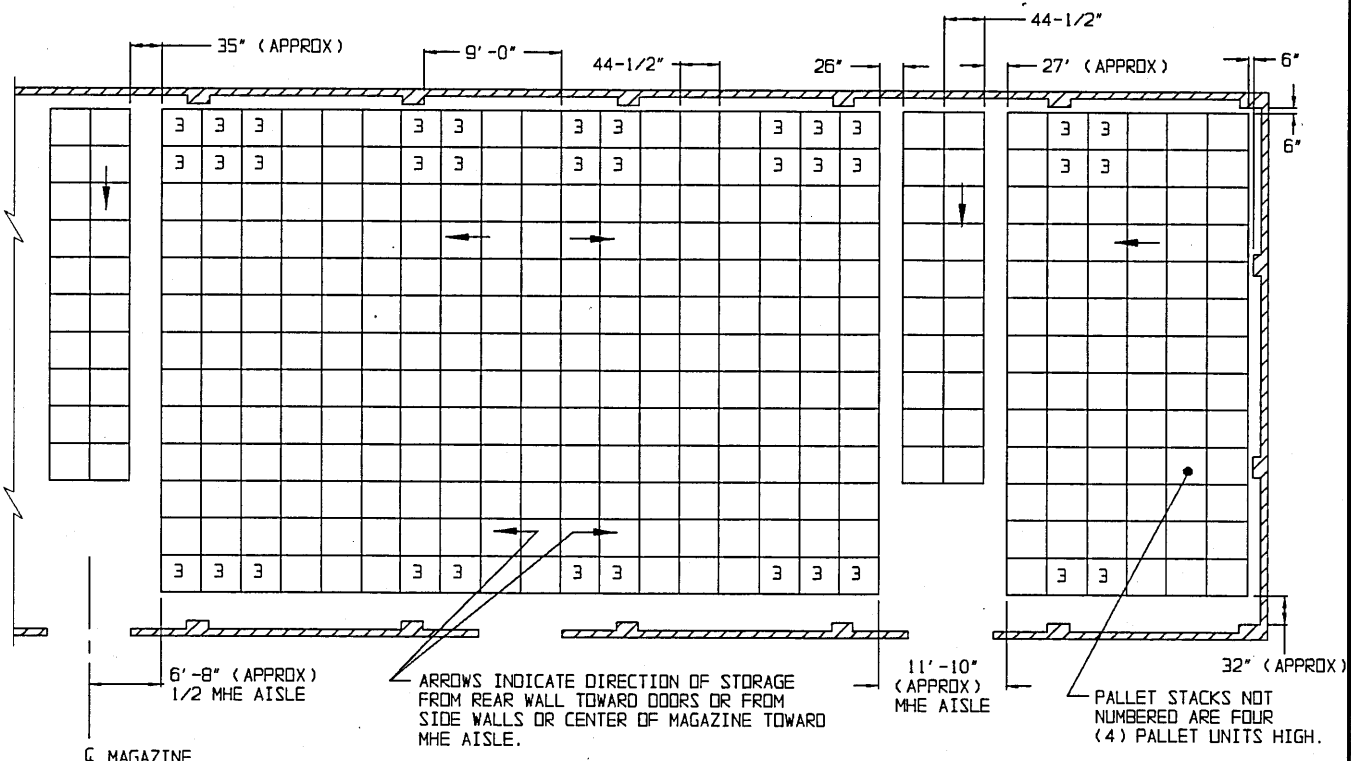 44-1/2"
35" (APPROX)
9'-0"
44-1/2"
26"
27' (APPROX)
6"
6"
3 3 3 3 3 3 3 3 3 3 3 3
3 3 3 3 3 3 3 3 3 3 3 3
3 3 3 3 3 3 3 3 3 3 3 3
6'-8" (APPROX)
1/2 MHE AISLE
ARROWS INDICATE DIRECTION OF STORAGE
FROM REAR WALL TOWARD DOORS OR FROM
SIDE WALLS OR CENTER OF MAGAZINE TOWARD
MHE AISLE.
11'-10"
(APPROX)
MHE AISLE
32" (APPROX)
PALLET STACKS NOT
NUMBERED ARE FOUR
(4) PALLET UNITS HIGH.
℄ MAGAZINE